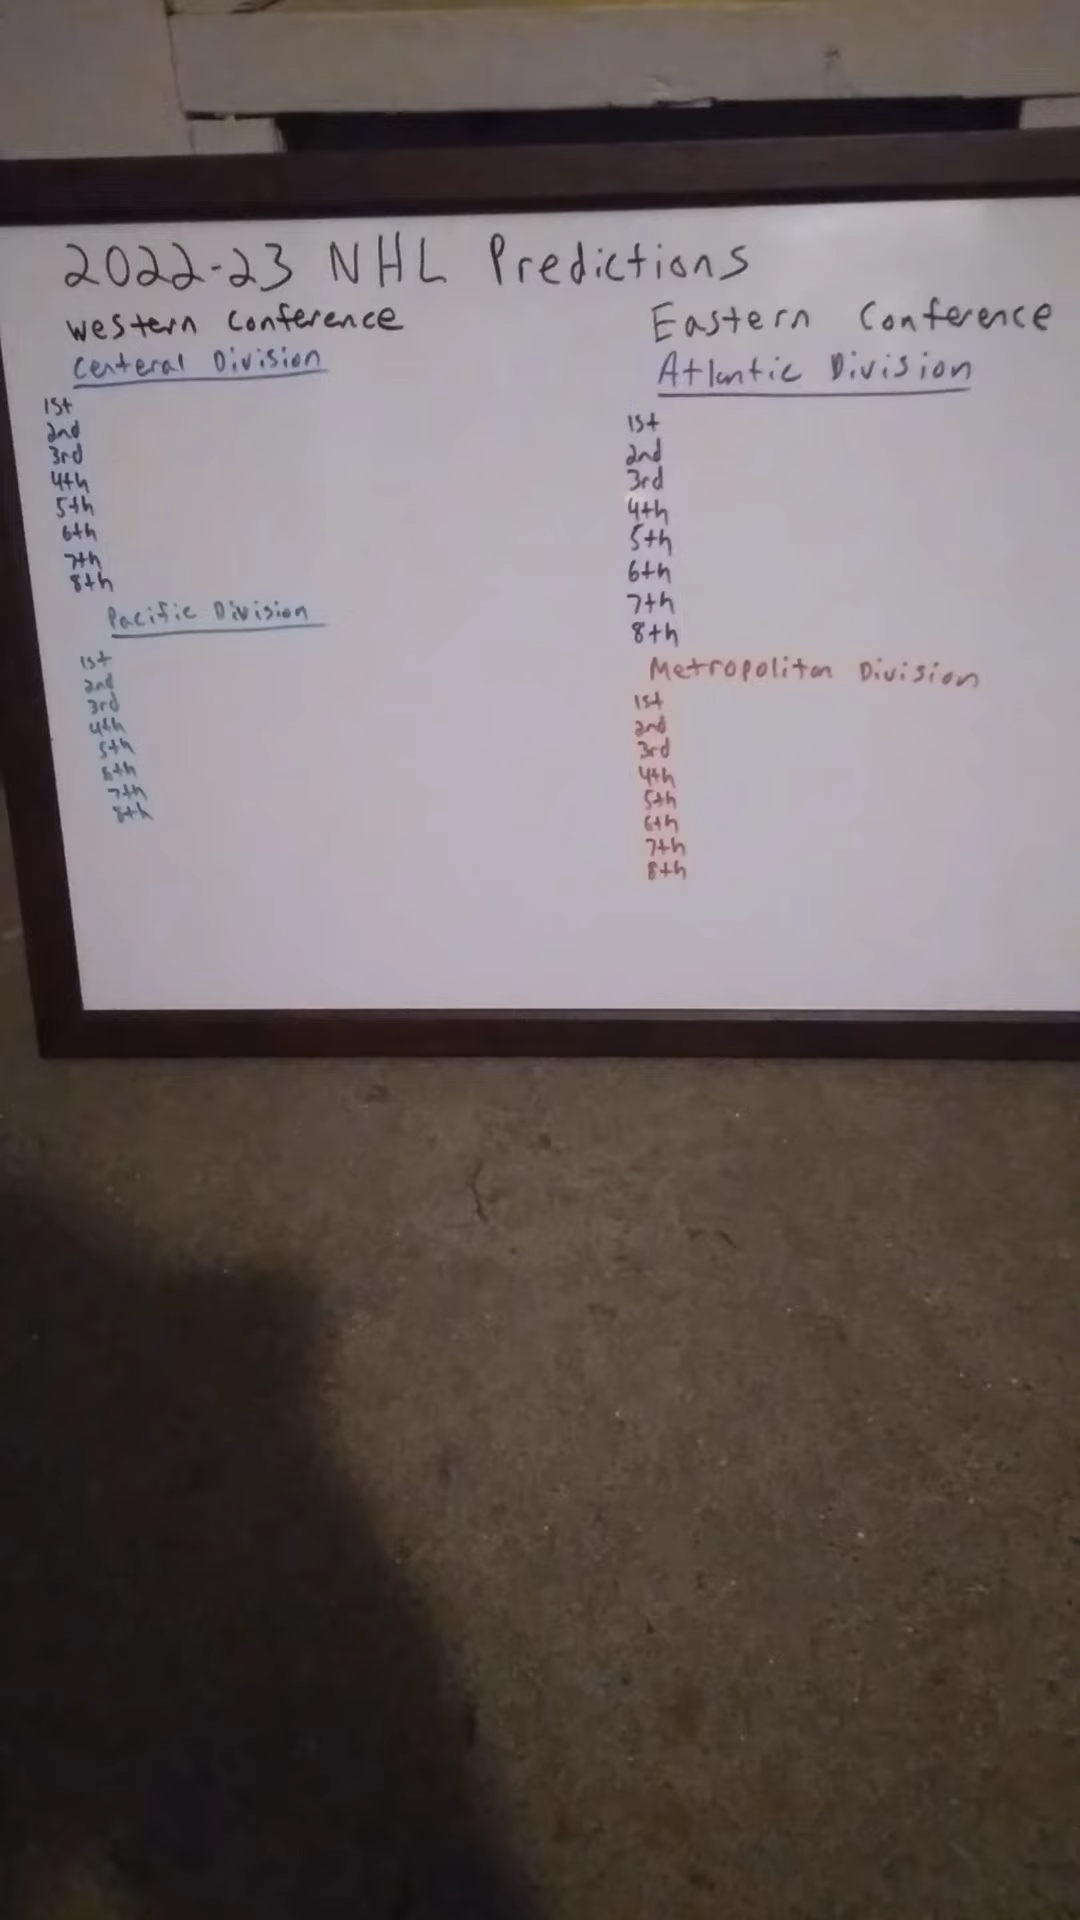 2022-23 NHL Predictions
Western Conference
Centeral Division
1st
2nd
3rd
4th
5th
6th
7th
8th
Pacific Division
1st
2nd
3rd
4th
5th
6th
7th
8th
Eastern Conference
Atlantic Division
1st
2nd
3rd
4th
5th
6th
7th
8th
Metropolitan Division
1st
2nd
3rd
4th
5th
6th
7th
8th